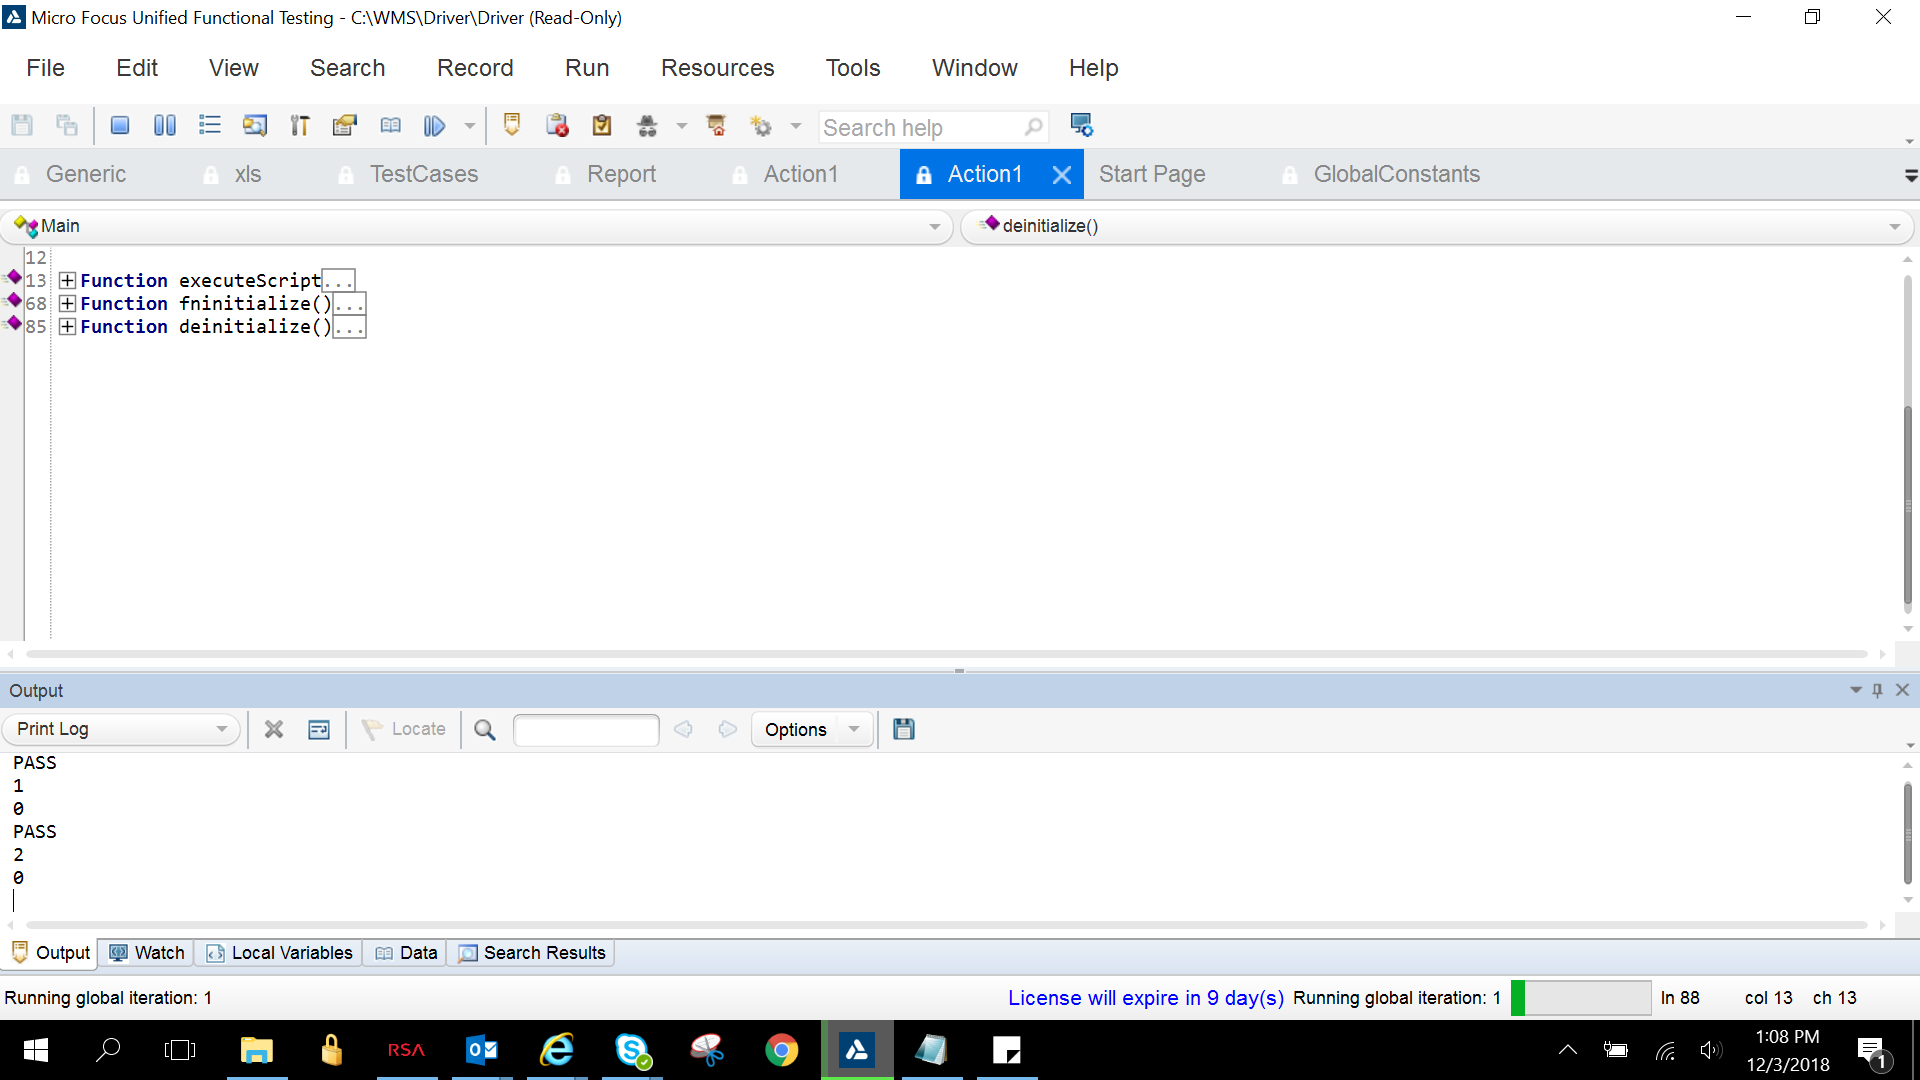 Micro Focus Unified Functional Testing - C:\WMS\Driver\Driver (Read-Only)
File Edit View Search Record Run Resources Tools Window Help
Search help
Generic xls TestCases Report Action1 Action1 Start Page GlobalConstants
Main deinitialize()
12
13 Function executeScript...
68 Function fninitialize()...
85 Function deinitialize()...
Output
Print Log Locate Options
PASS
1
0
PASS
2
0
Output Watch Local Variables Data Search Results
Running global iteration: 1 License will expire in 9 day(s) Running global iteration: 1 ln 88 col 13 ch 13
RSA 1:08 PM
12/3/2018 1